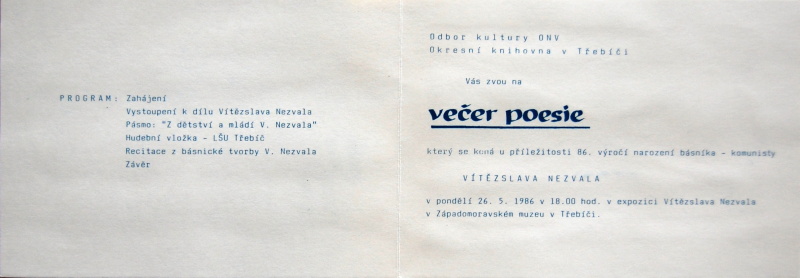 PROGRAM: Zahájení
Vystoupení k dílu Vítězslava Nezvala
Pásmo: "Z dětství a mládí V. Nezvala"
Hudební vložka - LŠU Třebíč
Recitace z básnické tvorby V. Nezvala
Závěr
Odbor kultury ONV
Okresní knihovna v Třebíči
Vás zvou na
večer poesie
který se koná u příležitosti 86. výročí narození básníka - komunisty
VÍTĚZSLAVA NEZVALA
v pondělí 26. 5. 1986 v 18.00 hod. v expozici Vítězslava Nezvala
v Západomoravském muzeu v Třebíči.